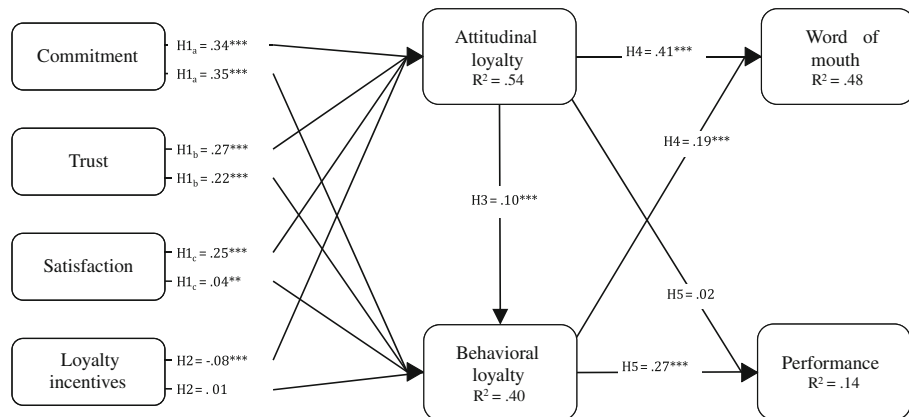 Commitment
H1a = .34***
H1a = .35***
Trust
H1b = .27***
H1b = .22***
Satisfaction
H1c = .25***
H1c = .04**
Loyalty
incentives
H2 = -.08***
H2 = . 01
Attitudinal
loyalty
R² = .54
H3 = .10***
Behavioral
loyalty
R² = .40
H4 = .41***
H4 = .19***
H5 = .02
H5 = .27***
Word of
mouth
R² = .48
Performance
R² = .14